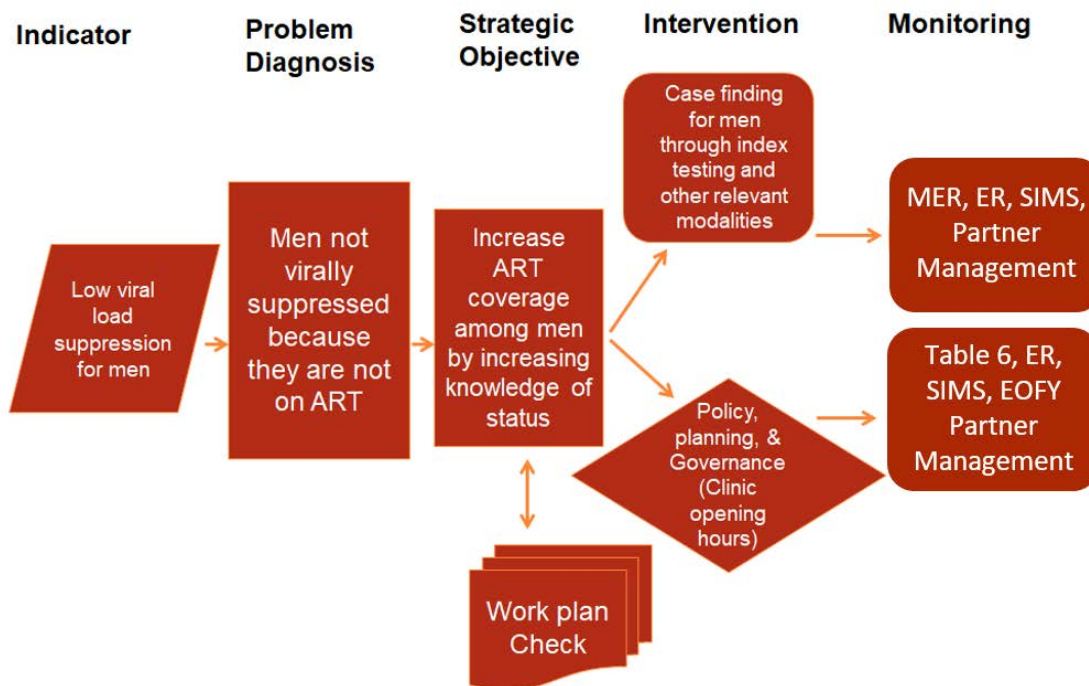 Indicator
Problem
Diagnosis
Strategic
Objective
Intervention
Monitoring
Low viral
load
suppression
for men
Men not
virally
suppressed
because
they are not
on ART
Increase
ART
coverage
among men
by increasing
knowledge of
status
Work plan
Check
Case finding
for men
through index
testing and
other relevant
modalities
Policy,
planning, &
Governance
(Clinic
opening
hours)
MER, ER, SIMS,
Partner
Management
Table 6, ER,
SIMS, EOFY
Partner
Management